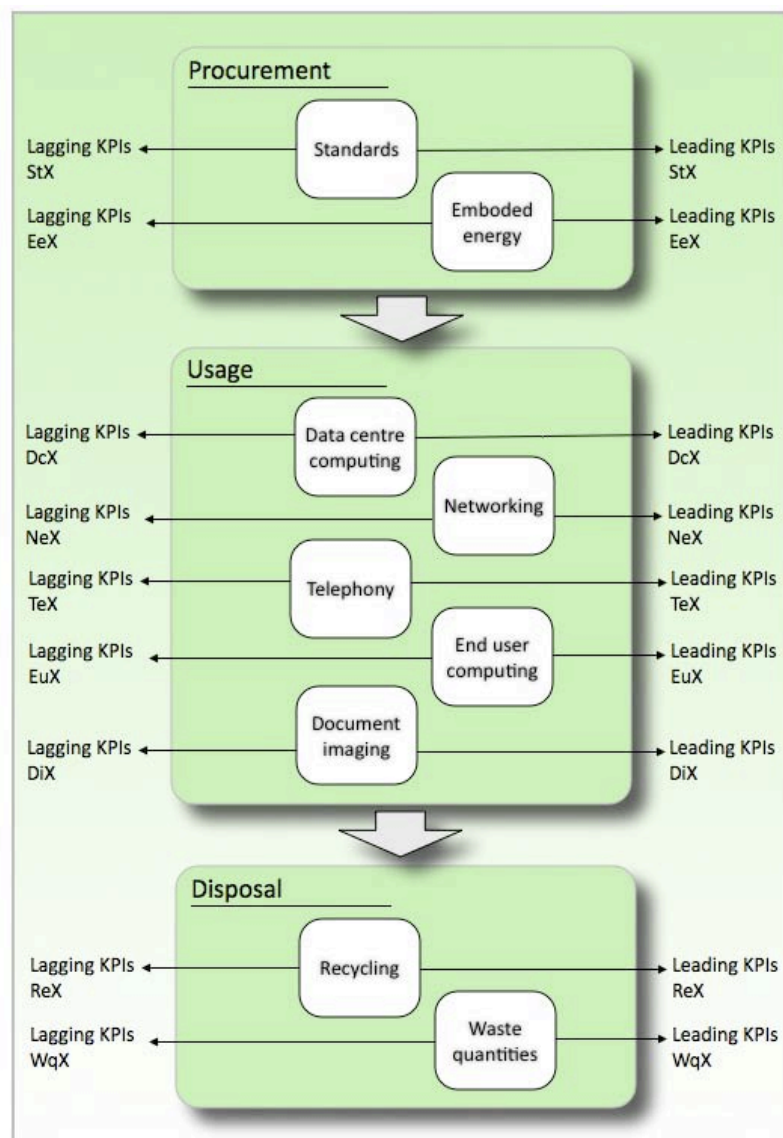 Procurement
Lagging KPIs
StX
Standards
Leading KPIs
StX
Lagging KPIs
EeX
Emboded
energy
Leading KPIs
EeX
Usage
Lagging KPIs
DcX
Data centre
computing
Leading KPIs
DcX
Lagging KPIs
NeX
Networking
Leading KPIs
NeX
Lagging KPIs
TeX
Telephony
Leading KPIs
TeX
Lagging KPIs
EuX
End user
computing
Leading KPIs
EuX
Lagging KPIs
DiX
Document
imaging
Leading KPIs
DiX
Disposal
Lagging KPIs
ReX
Recycling
Leading KPIs
ReX
Lagging KPIs
WqX
Waste
quantities
Leading KPIs
WqX